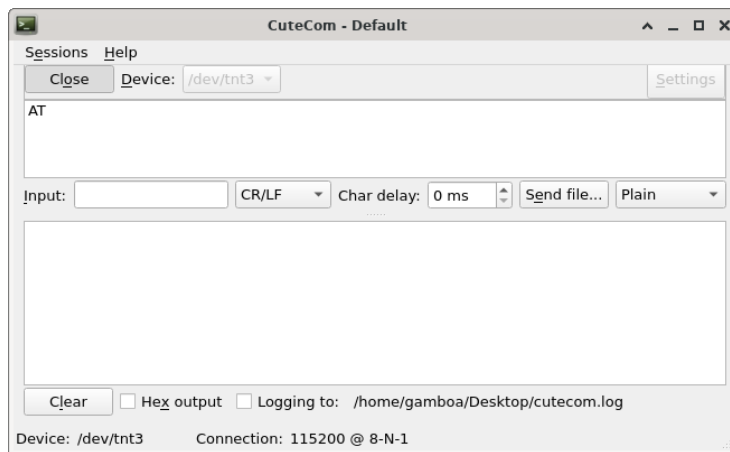 CuteCom - Default
Sessions Help
Close Device: /dev/tnt3 Settings
AT
Input: CR/LF Char delay: 0 ms Send file... Plain
Clear Hex output Logging to: /home/gamboa/Desktop/cutecom.log
Device: /dev/tnt3 Connection: 115200 @ 8-N-1